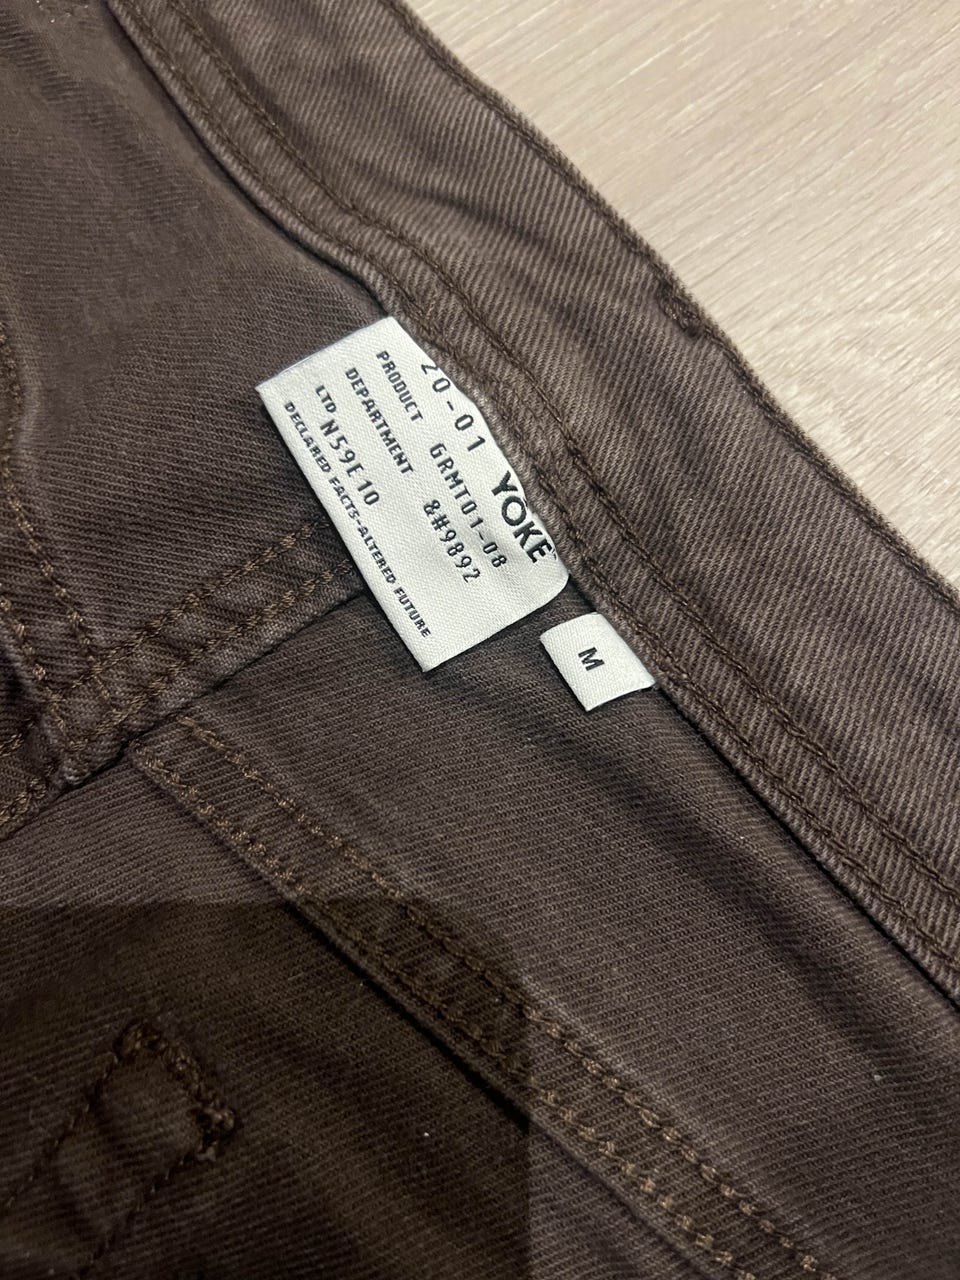 YOKE
20-01
PRODUCT GRMT01-08
DEPARTMENT &#9892
LTD N59E10
DECLARED FACTS-ALTERED FUTURE
M